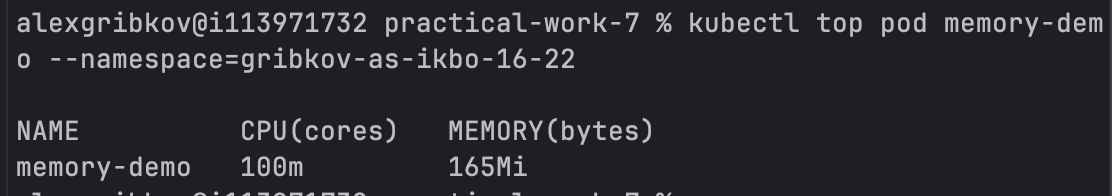 alexgribkov@i113971732 practical-work-7 % kubectl top pod memory-dem
o --namespace=gribkov-as-ikbo-16-22
NAME CPU(cores) MEMORY(bytes)
memory-demo 100m 165Mi